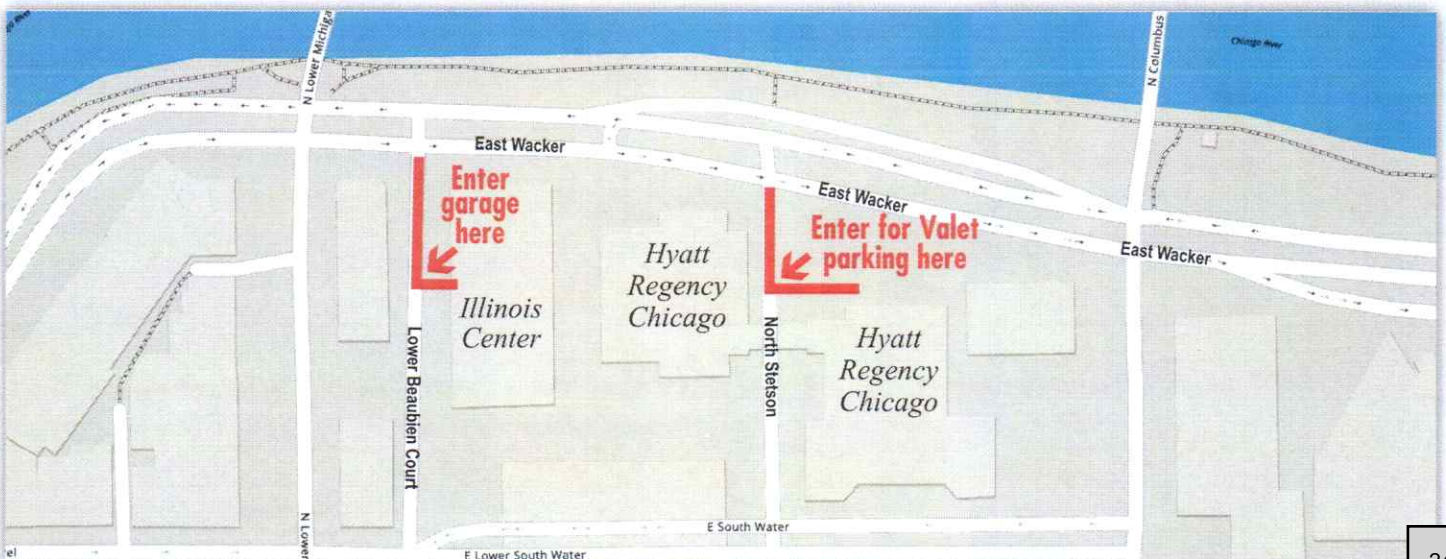 N Lower Michiga
N Columbus
Chicago River
East Wacker
Enter
garage
here
East Wacker
Enter for Valet
parking here
East Wacker
Hyatt
Regency
Chicago
Illinois
Center
Lower Beaubien Court
North Stetson
Hyatt
Regency
Chicago
N Lower
E South Water
E Lower South Water